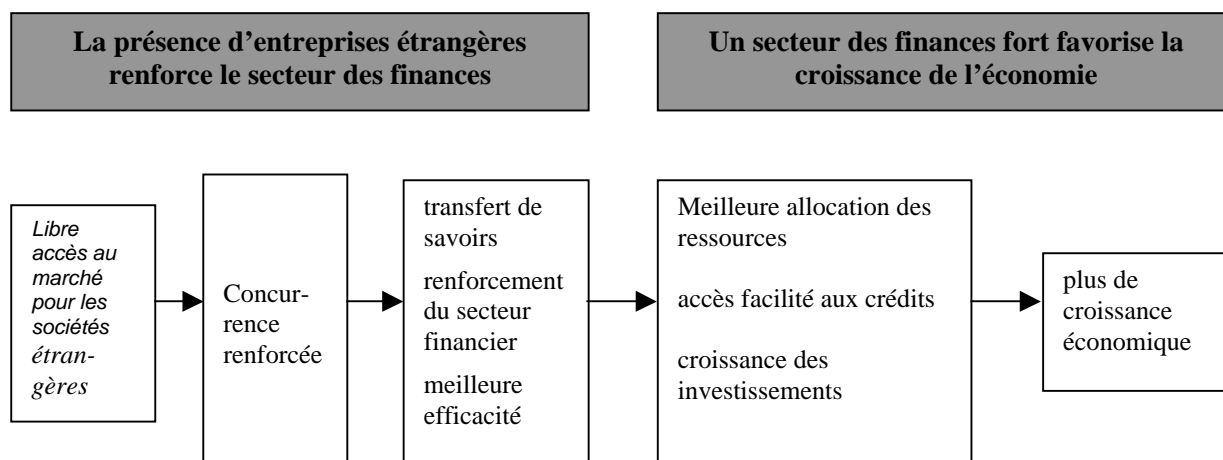 La présence d’entreprises étrangères
renforce le secteur des finances
Un secteur des finances fort favorise la
croissance de l’économie
Libre
accès au
marché
pour les
sociétés
étran-
gères
Concur-
rence
renforcée
transfert de
savoirs
renforcement
du secteur
financier
meilleure
efficacité
Meilleure allocation des
ressources
accès facilité aux crédits
croissance des
investissements
plus de
croissance
économique